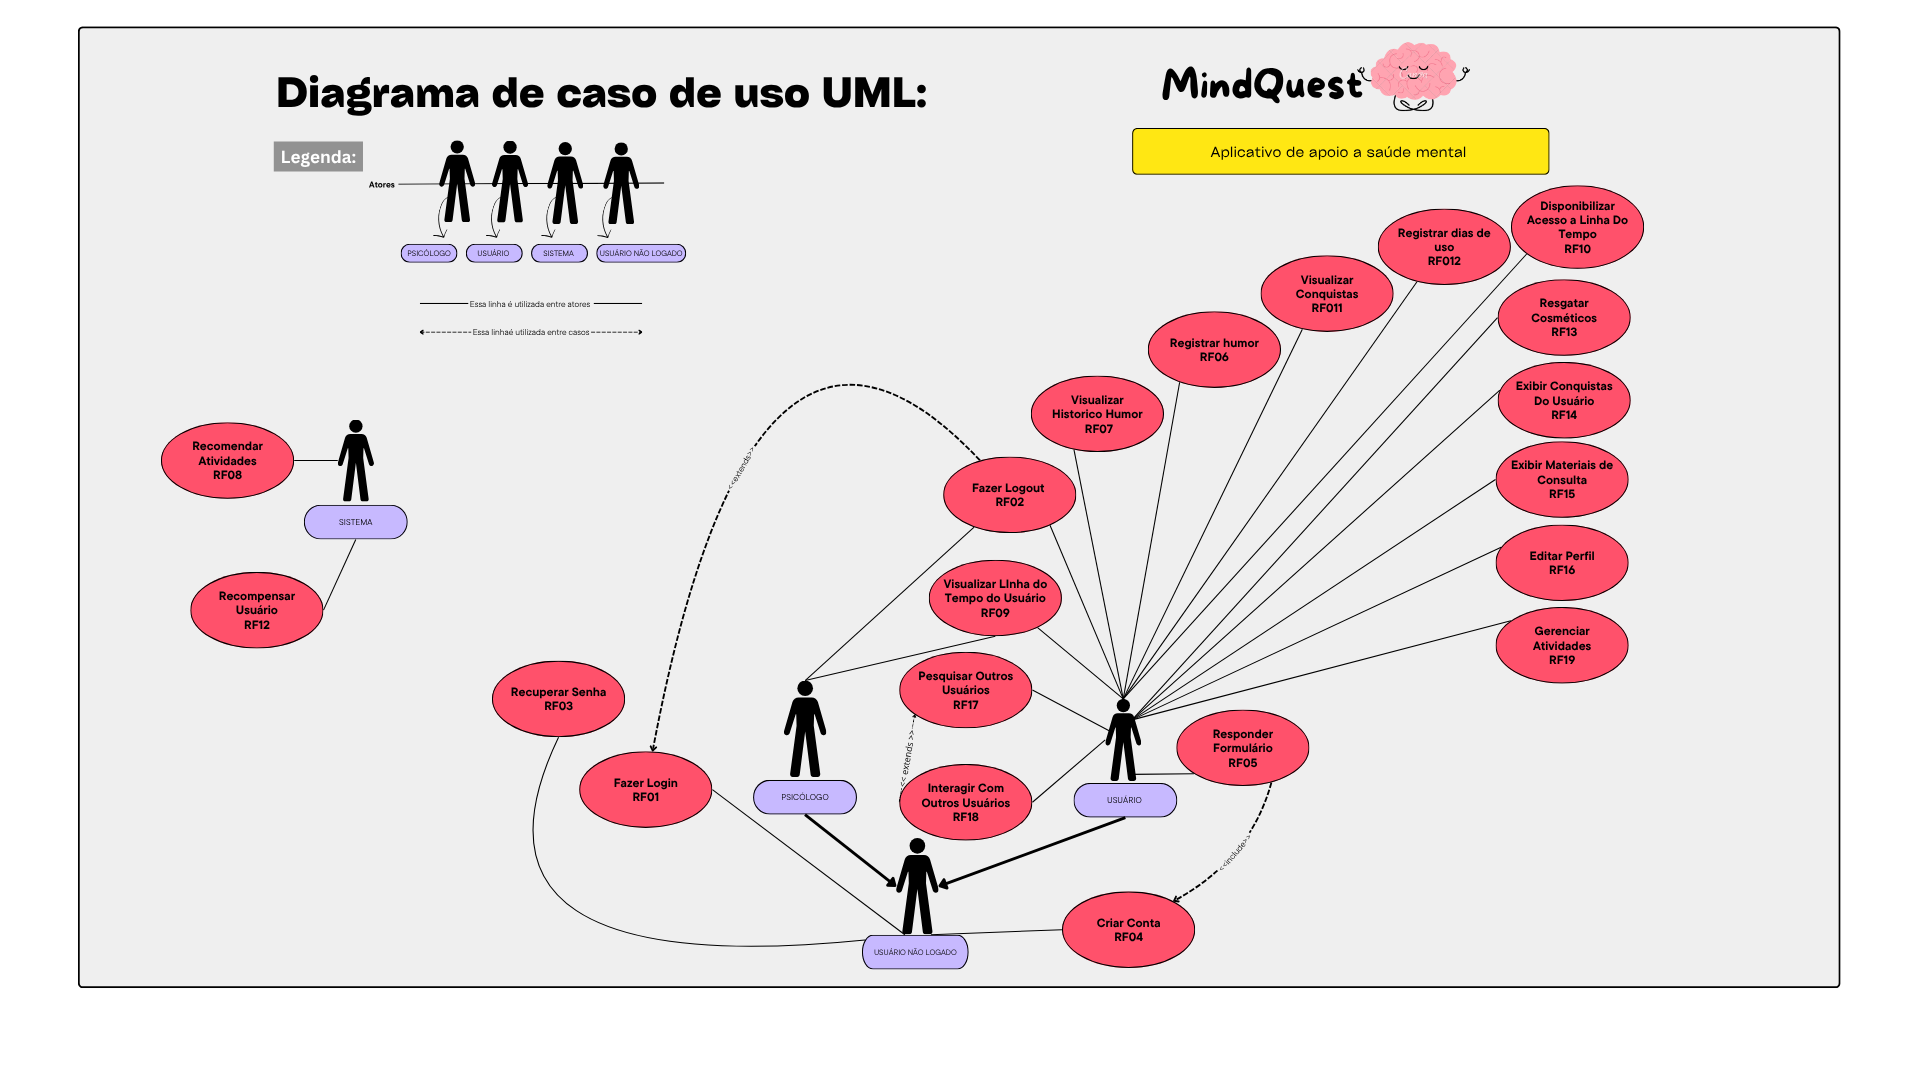 Diagrama de caso de uso UML:
MindQuest
Aplicativo de apoio a saúde mental
Legenda:
Atores
PSICÓLOGO
USUÁRIO
SISTEMA
USUÁRIO NÃO LOGADO
Essa linha é utilizada entre atores
Essa linhaé utilizada entre casos
Disponibilizar
Acesso a Linha Do
Tempo
RF10
Registrar dias de
uso
RF012
Visualizar
Conquistas
RF011
Resgatar
Cosméticos
RF13
Registrar humor
RF06
Exibir Conquistas
Do Usuário
RF14
Visualizar
Historico Humor
RF07
Recomendar
Atividades
RF08
<<extends>>
Exibir Materiais de
Consulta
RF15
Fazer Logout
RF02
SISTEMA
Editar Perfil
RF16
Visualizar LInha do
Tempo do Usuário
RF09
Recompensar
Usuário
RF12
Gerenciar
Atividades
RF19
Recuperar Senha
RF03
Pesquisar Outros
Usuários
RF17
Responder
Formulário
RF05
<< extends >>
Fazer Login
RF01
PSICÓLOGO
Interagir Com
Outros Usuários
RF18
USUÁRIO
<<include>>
Criar Conta
RF04
USUÁRIO NÃO LOGADO